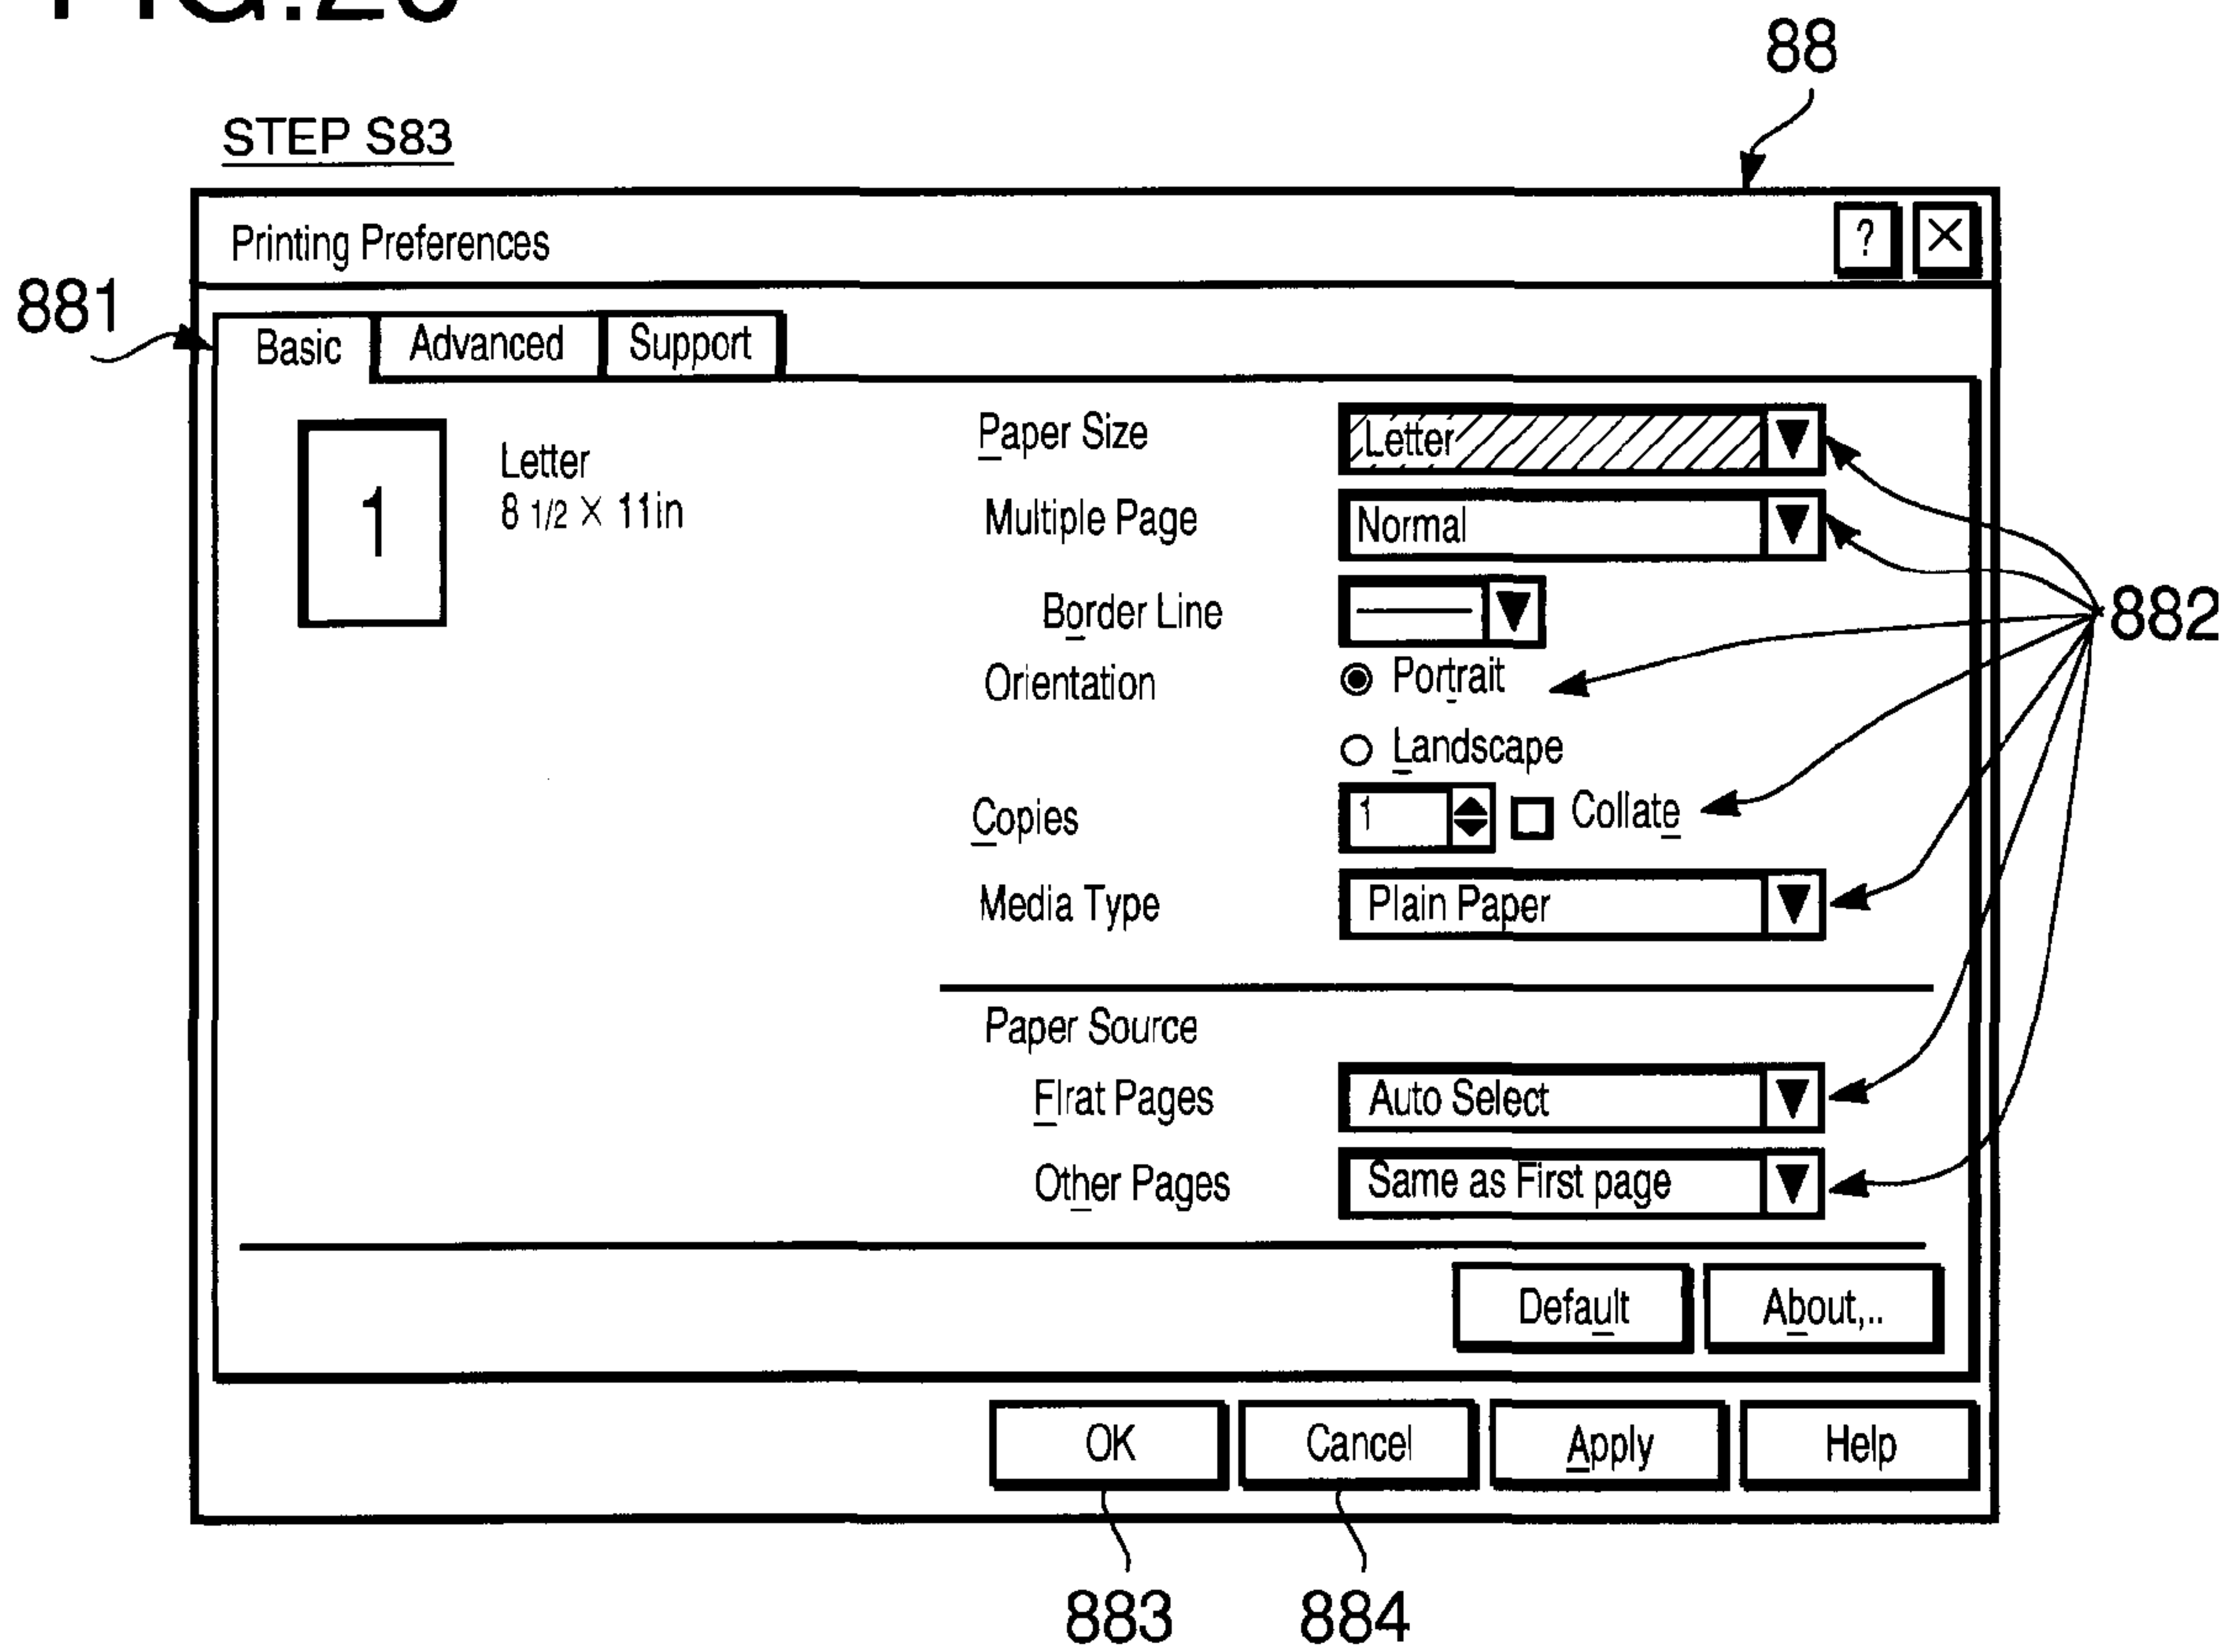 88
STEP S83
Printing Preferences ? ×
881
Basic Advanced Support
1
Letter
8 1/2 × 11in
Paper Size Letter
Multiple Page Normal
Border Line
882
Orientation Portrait
Landscape
Copies 1 Collate
Media Type Plain Paper
Paper Source
FIrat Pages Auto Select
Other Pages Same as First page
Default About,..
OK Cancel Apply Help
883 884